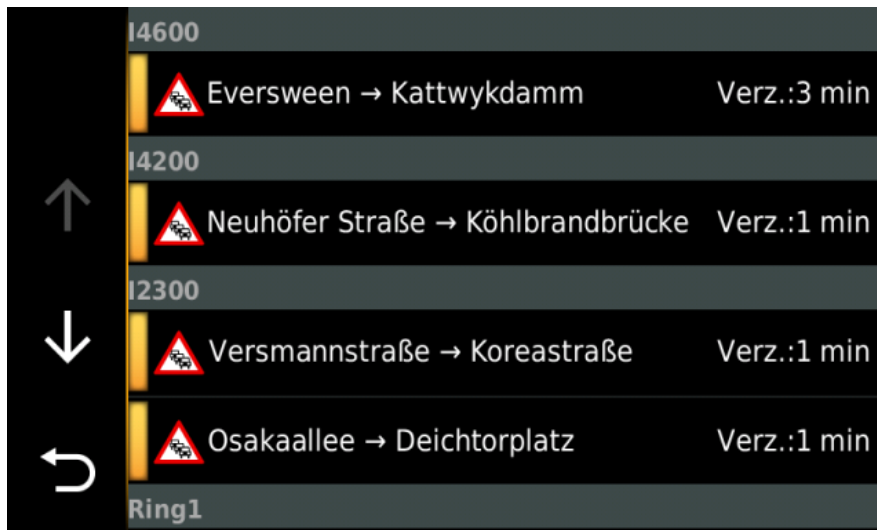 I4600
Eversween → Kattwykdamm Verz.:3 min
I4200
Neuhöfer Straße → Köhlbrandbrücke Verz.:1 min
I2300
Versmannstraße → Koreastraße Verz.:1 min
Osakaallee → Deichtorplatz Verz.:1 min
Ring1